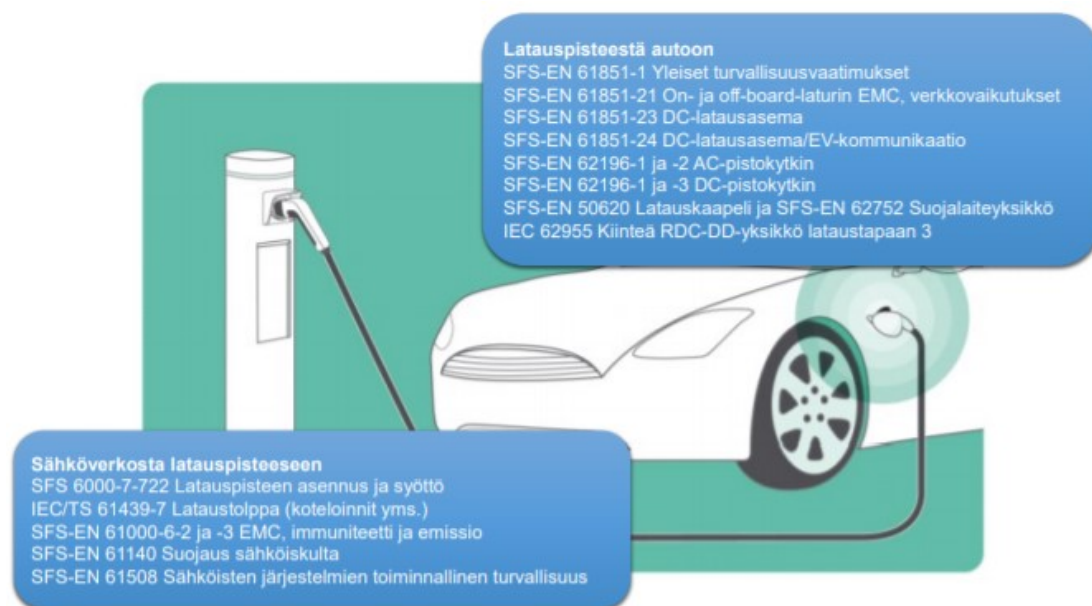 Latauspisteestä autoon
SFS-EN 61851-1 Yleiset turvallisuusvaatimukset
SFS-EN 61851-21 On- ja off-board-laturin EMC, verkkovaikutukset
SFS-EN 61851-23 DC-latausasema
SFS-EN 61851-24 DC-latausasema/EV-kommunikaatio
SFS-EN 62196-1 ja -2 AC-pistokytkin
SFS-EN 62196-1 ja -3 DC-pistokytkin
SFS-EN 50620 Latauskaapeli ja SFS-EN 62752 Suojalaiteyksikkö
IEC 62955 Kiinteä RDC-DD-yksikkö lataustapaan 3
Sähköverkosta latauspisteeseen
SFS 6000-7-722 Latauspisteen asennus ja syöttö
IEC/TS 61439-7 Lataustolppa (koteloinnit yms.)
SFS-EN 61000-6-2 ja -3 EMC, immuniteetti ja emissio
SFS-EN 61140 Suojaus sähköiskulta
SFS-EN 61508 Sähköisten järjestelmien toiminnallinen turvallisuus